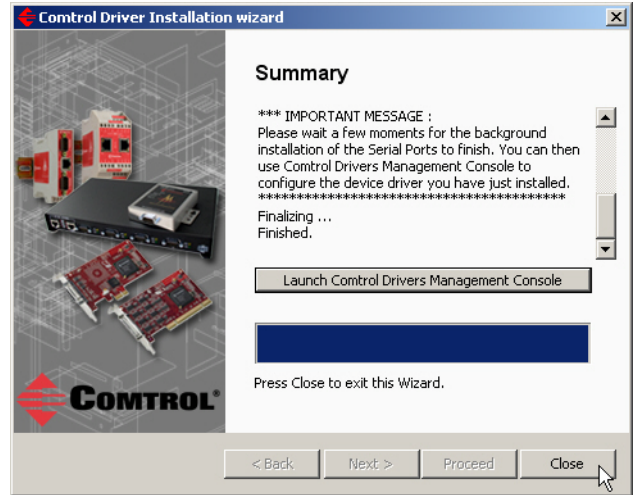 Comtrol Driver Installation wizard
Summary
*** IMPORTANT MESSAGE :
Please wait a few moments for the background
installation of the Serial Ports to finish. You can then
use Comtrol Drivers Management Console to
configure the device driver you have just installed.
******************************************
Finalizing ...
Finished.
Launch Comtrol Drivers Management Console
Press Close to exit this Wizard.
COMTROL®
< Back
Next >
Proceed
Close